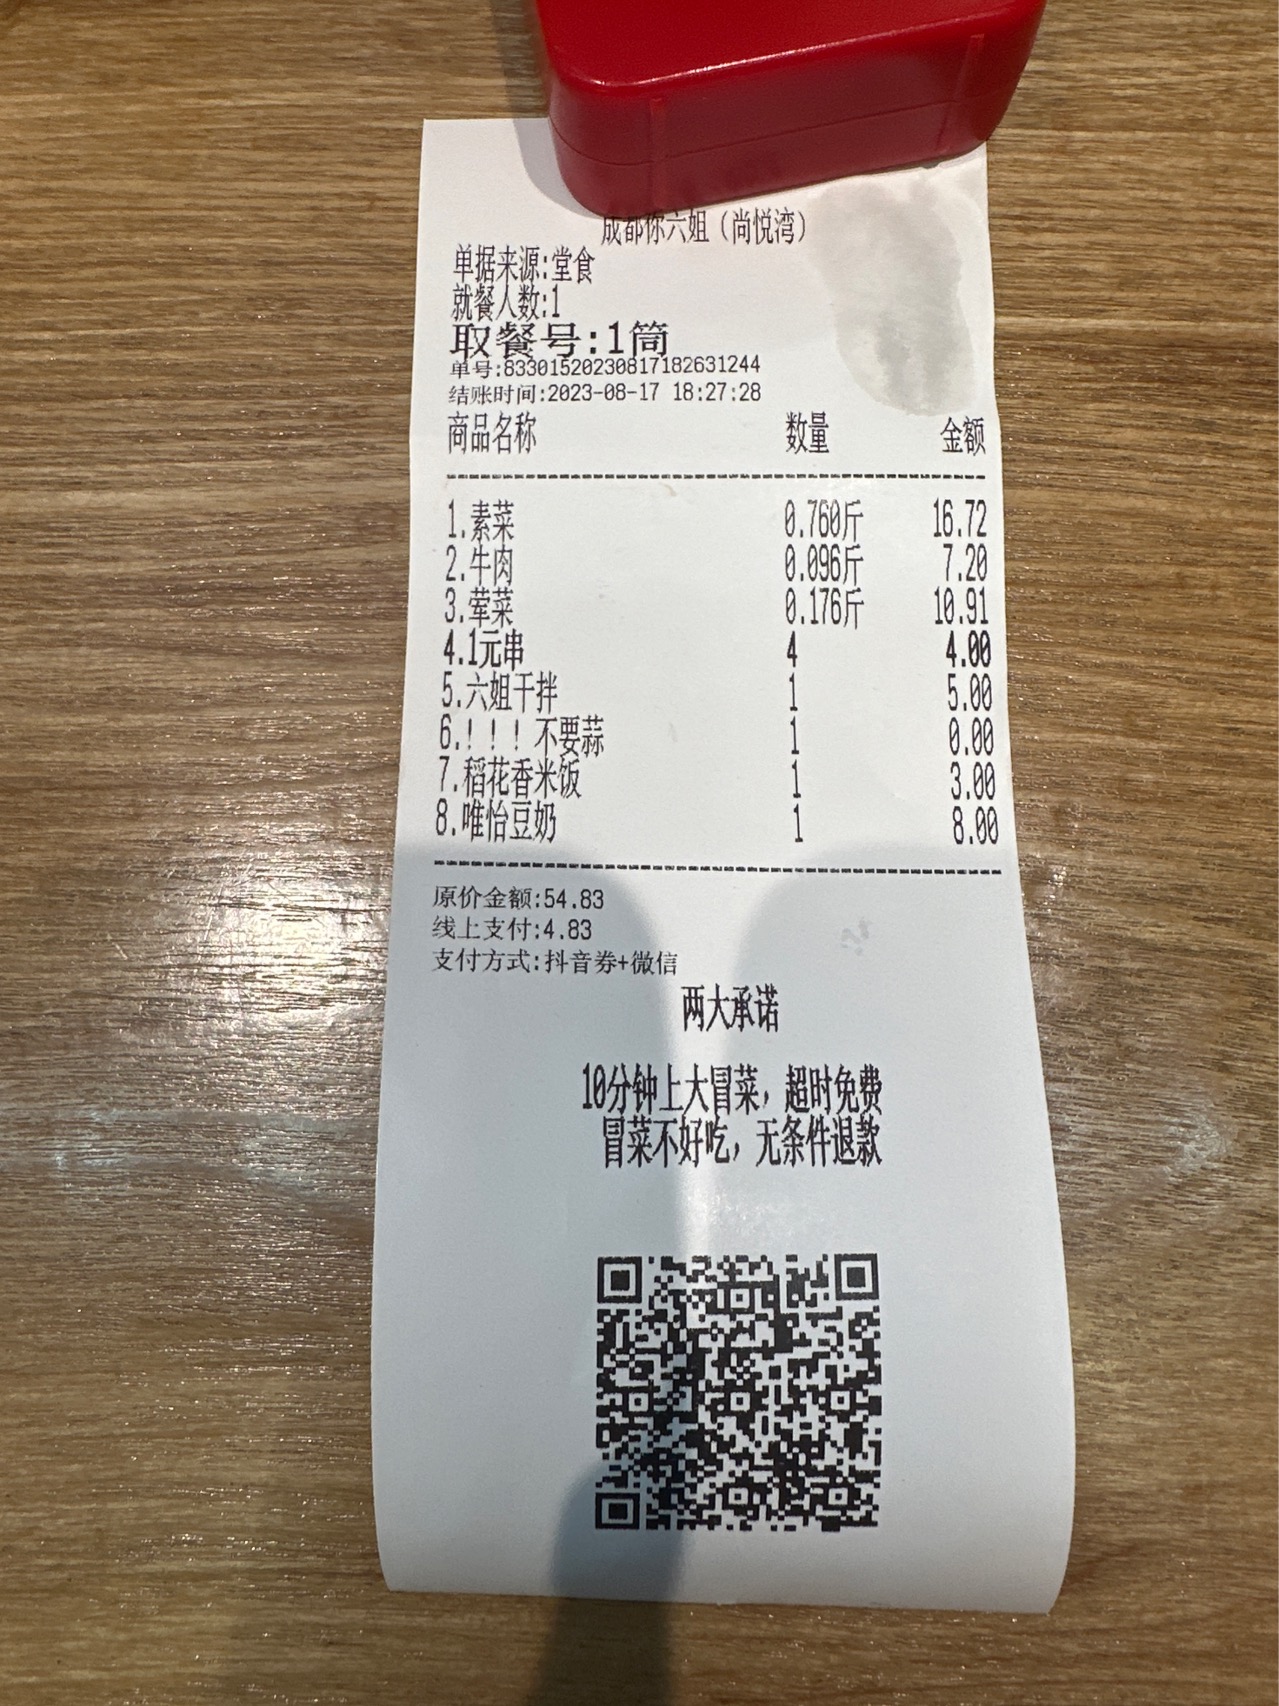 成都你六姐（尚悦湾）
单据来源:堂食
就餐人数:1
取餐号:1筒
单号:83301520230817182631244
结账时间:2023-08-17 18:27:28
商品名称 数量 金额
1.素菜 0.760斤 16.72
2.牛肉 0.096斤 7.20
3.荤菜 0.176斤 10.91
4.1元串 4 4.00
5.六姐干拌 1 5.00
6.！！！不要蒜 1 0.00
7.稻花香米饭 1 3.00
8.唯怡豆奶 1 8.00
原价金额:54.83
线上支付:4.83
支付方式:抖音券+微信
两大承诺
10分钟上大冒菜，超时免费
冒菜不好吃，无条件退款